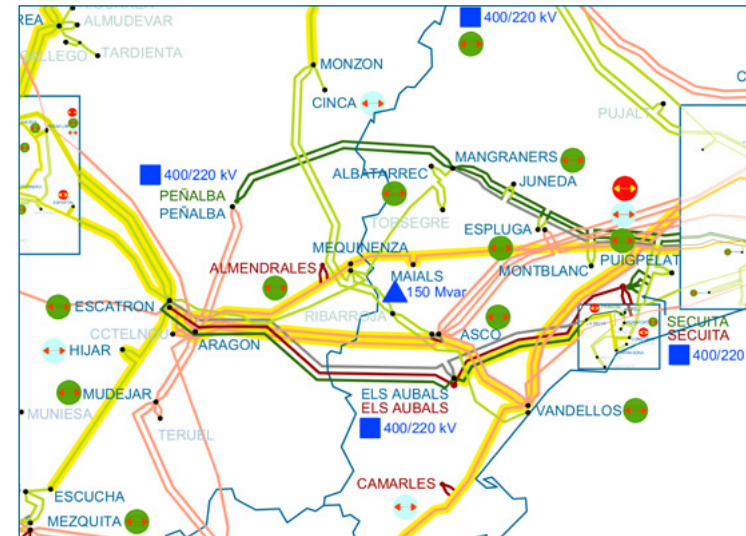 REA
ALMUDEVAR
GALLEGO
TARDIENTA
400/220 kV
MONZON
CINCA
PUJALT
400/220 kV
PEÑALBA
PEÑALBA
ALBATARREC
MANGRANERS
JUNEDA
TORSEGRE
ESPLUGA
MEQUINENZA
ALMENDRALES
MAIALS
MONTBLANC
PUIGPELAT
150 Mvar
ESCATRON
RIBARROJA
CCTELNOU
HIJAR
ARAGON
ASCO
SECUITA
SECUITA
400/220
MUDEJAR
MUNIESA
TERUEL
ELS AUBALS
ELS AUBALS
400/220 kV
VANDELLOS
CAMARLES
ESCUCHA
MEZQUITA